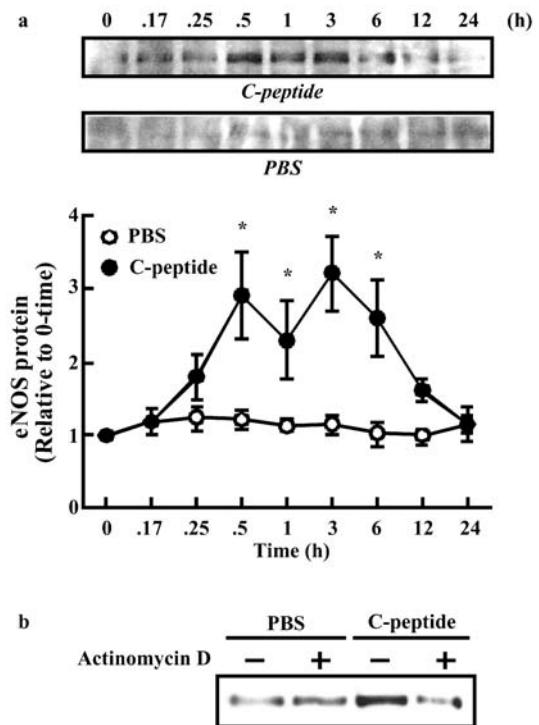 a 0 .17 .25 .5 1 3 6 12 24 (h)
C-peptide
PBS
4
3
2
1
0
eNOS protein
(Relative to 0-time)
PBS
C-peptide
* * * *
0 .17 .25 .5 1 3 6 12 24
Time (h)
b
PBS C-peptide
Actinomycin D − + − +